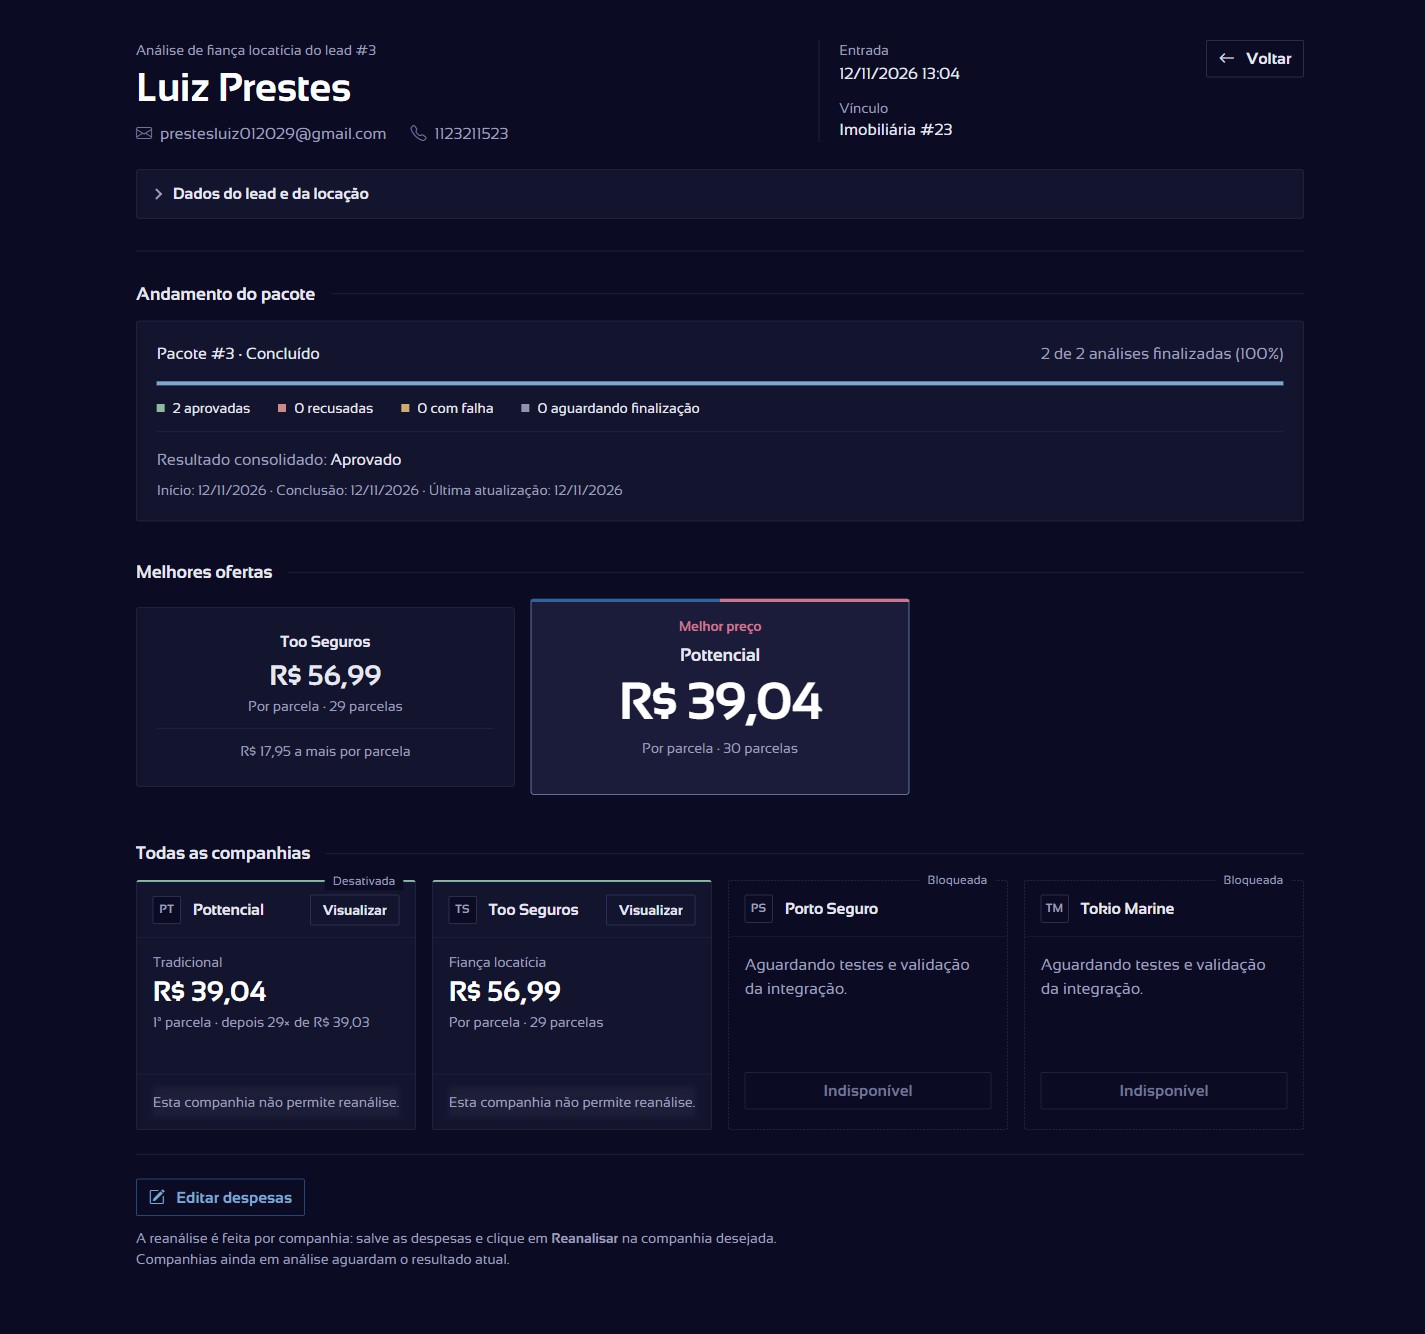 Análise de fiança locatícia do lead #3
Luiz Prestes
prestesluiz012029@gmail.com 1123211523
Entrada
12/11/2026 13:04
Vínculo
Imobiliária #23
Voltar
Dados do lead e da locação
Andamento do pacote
Pacote #3 · Concluído
2 de 2 análises finalizadas (100%)
2 aprovadas 0 recusadas 0 com falha 0 aguardando finalização
Resultado consolidado: Aprovado
Início: 12/11/2026 · Conclusão: 12/11/2026 · Última atualização: 12/11/2026
Melhores ofertas
Too Seguros
R$ 56,99
Por parcela · 29 parcelas
R$ 17,95 a mais por parcela
Melhor preço
Pottencial
R$ 39,04
Por parcela · 30 parcelas
Todas as companhias
Desativada
PT Pottencial Visualizar
Tradicional
R$ 39,04
1ª parcela · depois 29× de R$ 39,03
Esta companhia não permite reanálise.
TS Too Seguros Visualizar
Fiança locatícia
R$ 56,99
Por parcela · 29 parcelas
Esta companhia não permite reanálise.
Bloqueada
PS Porto Seguro
Aguardando testes e validação
da integração.
Indisponível
Bloqueada
TM Tokio Marine
Aguardando testes e validação
da integração.
Indisponível
Editar despesas
A reanálise é feita por companhia: salve as despesas e clique em Reanalisar na companhia desejada.
Companhias ainda em análise aguardam o resultado atual.